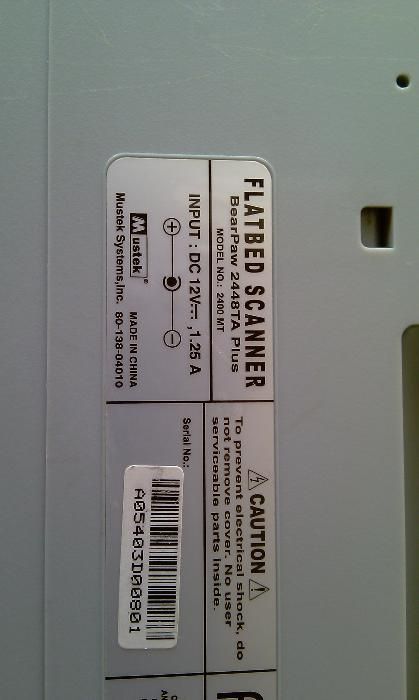 FLATBED SCANNER
BearPaw 2448TA Plus
MODEL NO.: 2400 MT
INPUT : DC 12V⎓ , 1.25 A
+ -
Mustek® MADE IN CHINA
Mustek Systems,Inc. 80-138-04010
CAUTION
To prevent electrical shock, do
not remove cover. No user
serviceable parts inside.
Serial No.:
A05403D00801